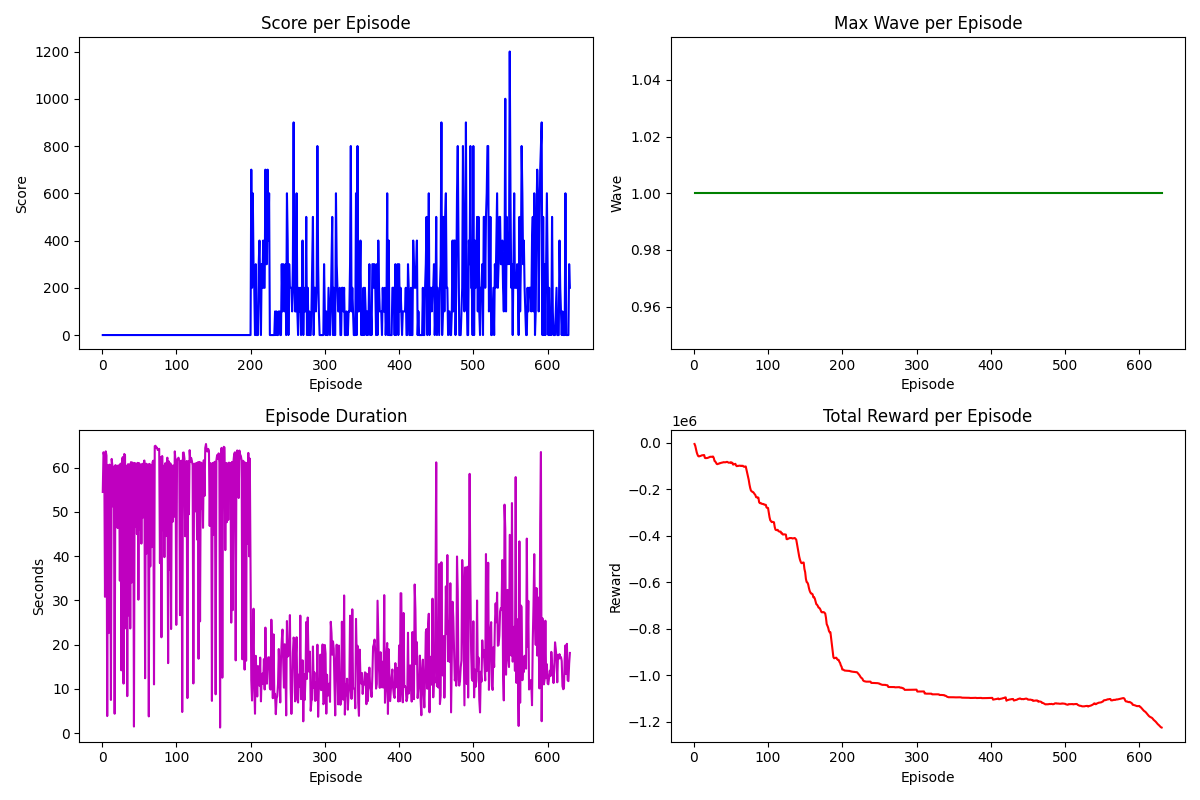 Score per Episode
1200
1000
800
600
400
200
0
Score
0 100 200 300 400 500 600
Episode
Max Wave per Episode
1.04
1.02
1.00
0.98
0.96
Wave
0 100 200 300 400 500 600
Episode
Episode Duration
60
50
40
30
20
10
0
Seconds
0 100 200 300 400 500 600
Episode
Total Reward per Episode
1e6
0.0
−0.2
−0.4
−0.6
−0.8
−1.0
−1.2
Reward
0 100 200 300 400 500 600
Episode